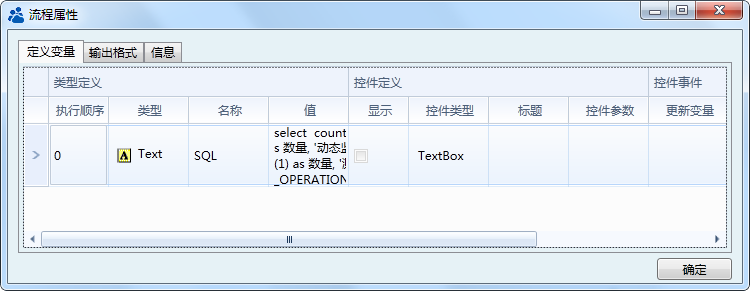 流程属性
定义变量 输出格式 信息
类型定义 控件定义 控件事件
执行顺序 类型 名称 值 显示 控件类型 标题 控件参数 更新变量
select count
s 数量, '动态
0 Text SQL TextBox
(1) as 数量, '
_OPERATION
确定